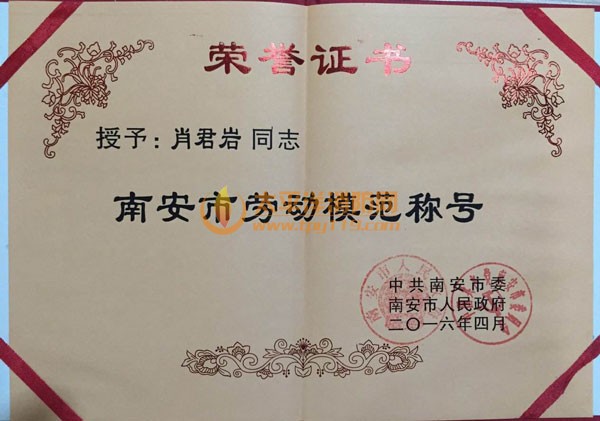 荣誉证书
授予：肖君岩 同志
南安市劳动模范称号
中共南安市委
南安市人民政府
二〇一六年四月